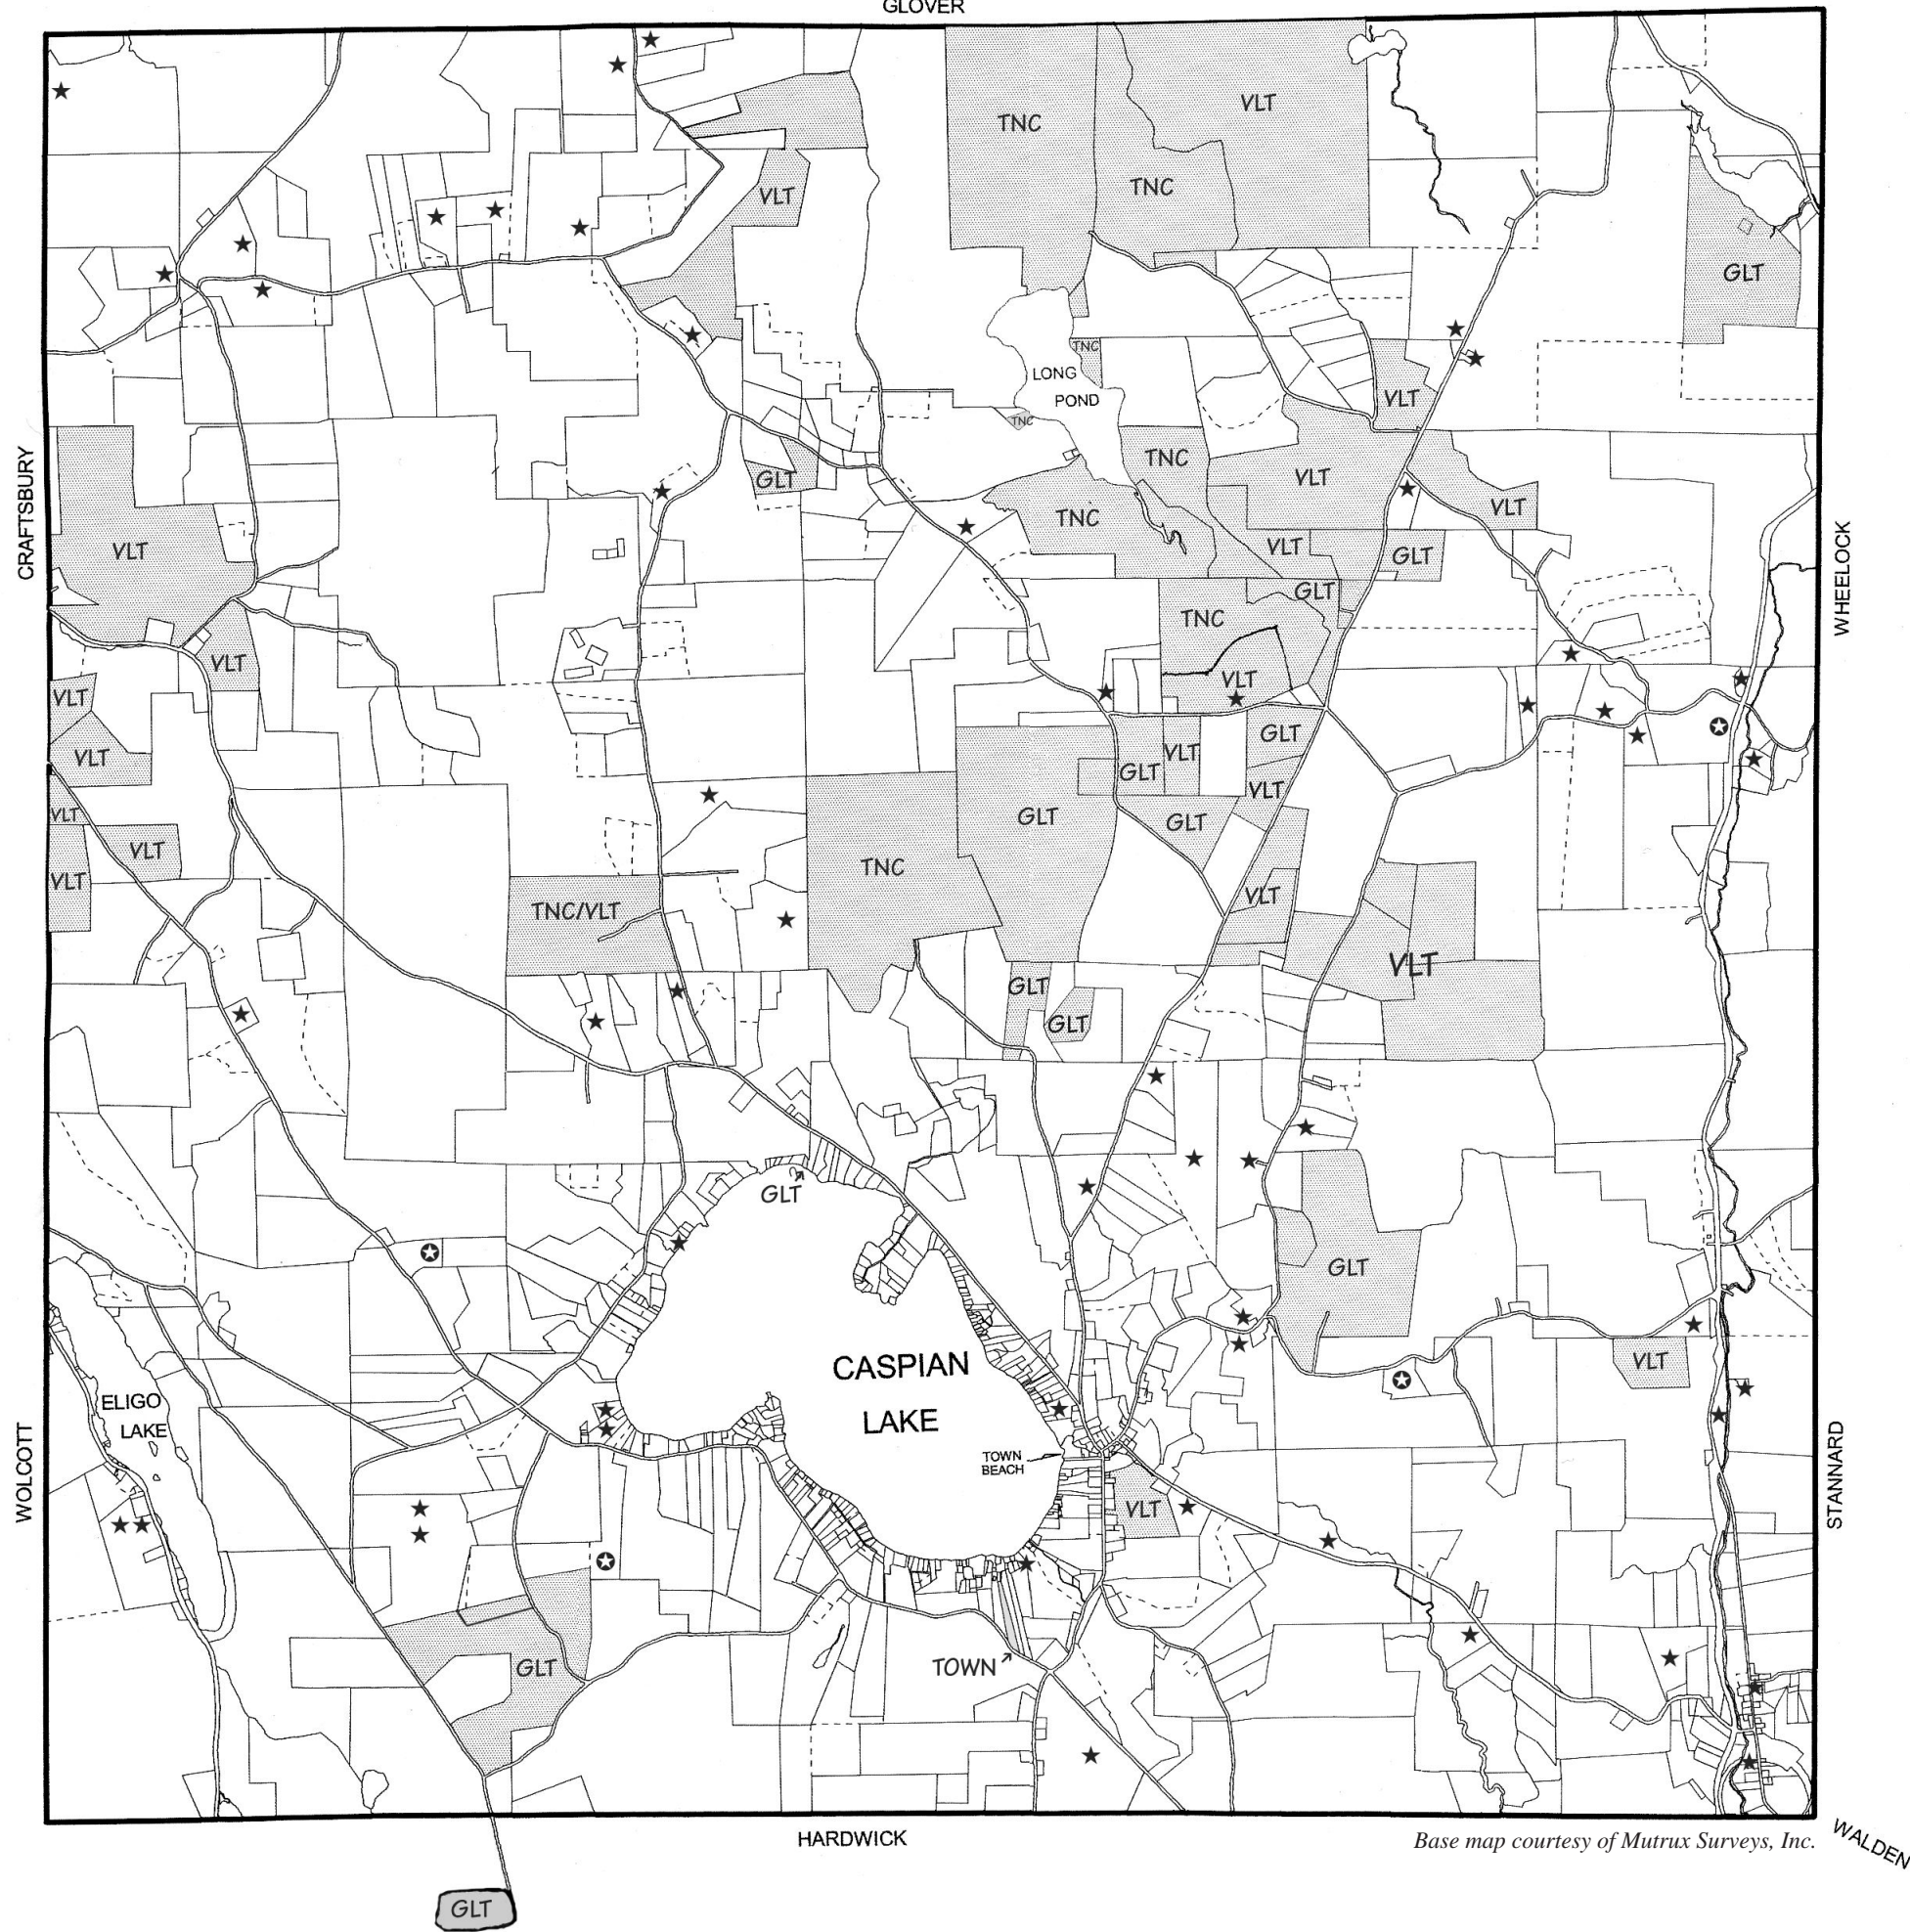 GLOVER
TNC
VLT
TNC
VLT
GLT
TNC
LONG
POND
VLT
TNC
TNC
GLT
VLT
VLT
TNC
CRAFTSBURY
WHEELOCK
VLT
VLT
GLT
GLT
TNC
VLT
VLT
VLT
GLT
VLT
VLT
GLT
VLT
VLT
GLT
GLT
VLT
VLT
TNC
VLT
VLT
TNC/VLT
VLT
GLT
GLT
GLT
GLT
VLT
CASPIAN
LAKE
ELIGO
LAKE
TOWN
BEACH
WOLCOTT
STANNARD
VLT
GLT
TOWN
HARDWICK
Base map courtesy of Mutrux Surveys, Inc.
WALDEN
GLT